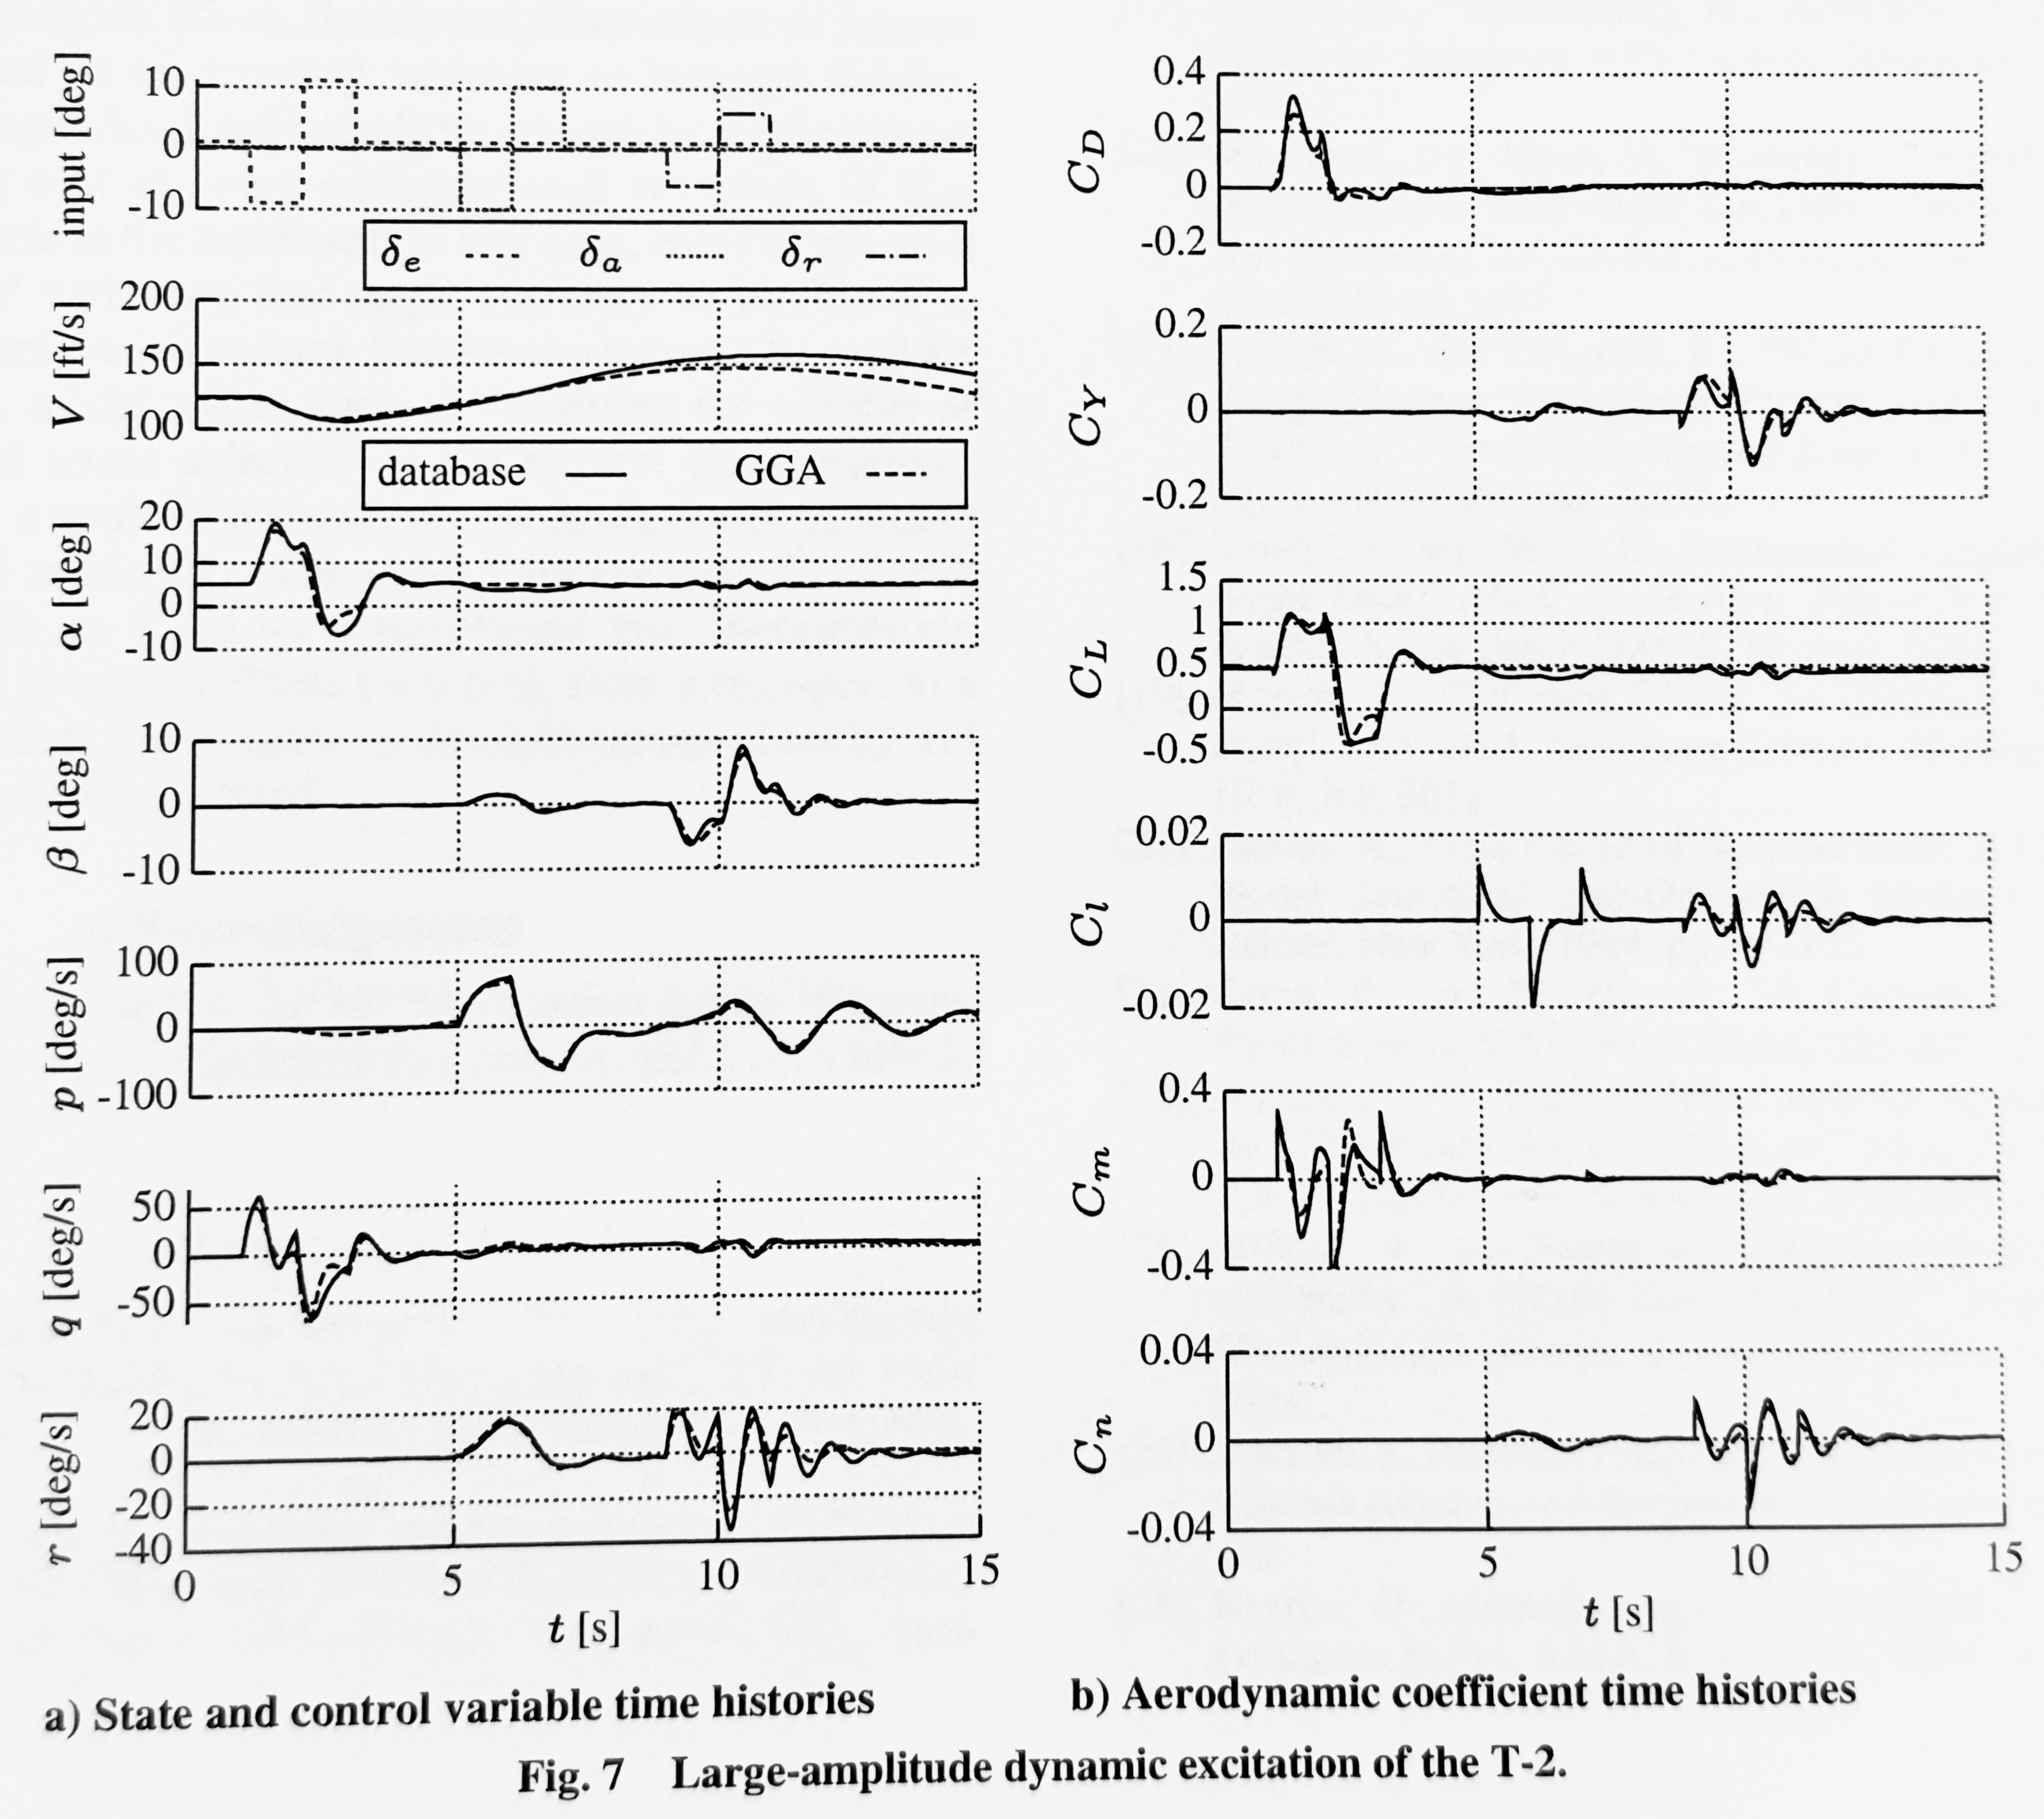 input [deg]
10
0
-10
δe δa δr
V [ft/s]
200
150
100
database GGA
α [deg]
20
10
0
-10
β [deg]
10
0
-10
p [deg/s]
100
0
-100
q [deg/s]
50
0
-50
r [deg/s]
20
0
-20
-40
0 5 10 15
t [s]
a) State and control variable time histories
CD
0.4
0.2
0
-0.2
CY
0.2
0
-0.2
CL
1.5
1
0.5
0
-0.5
Cl
0.02
0
-0.02
Cm
0.4
0
-0.4
Cn
0.04
0
-0.04
0 5 10 15
t [s]
b) Aerodynamic coefficient time histories
Fig. 7 Large-amplitude dynamic excitation of the T-2.